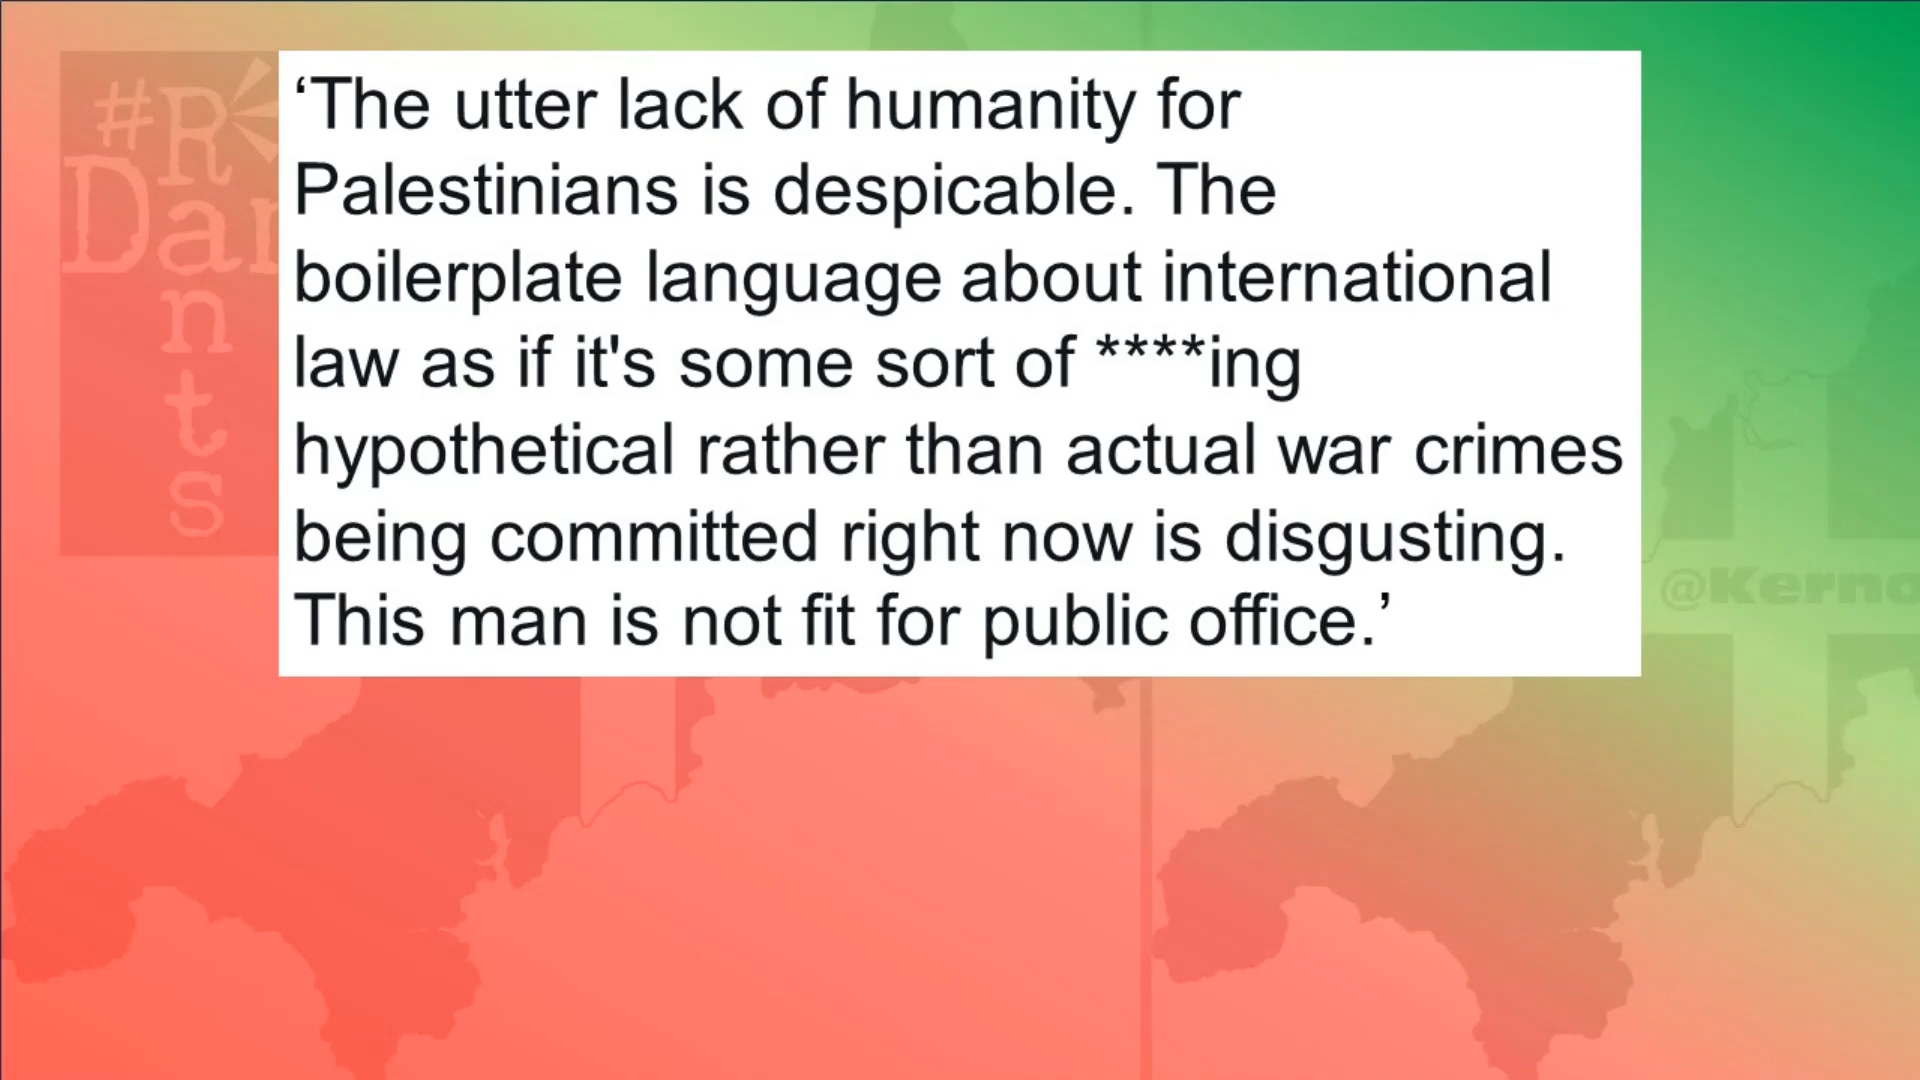 #R
Dar
n
t
s
‘The utter lack of humanity for
Palestinians is despicable. The
boilerplate language about international
law as if it's some sort of ****ing
hypothetical rather than actual war crimes
being committed right now is disgusting.
This man is not fit for public office.’
@Kerno